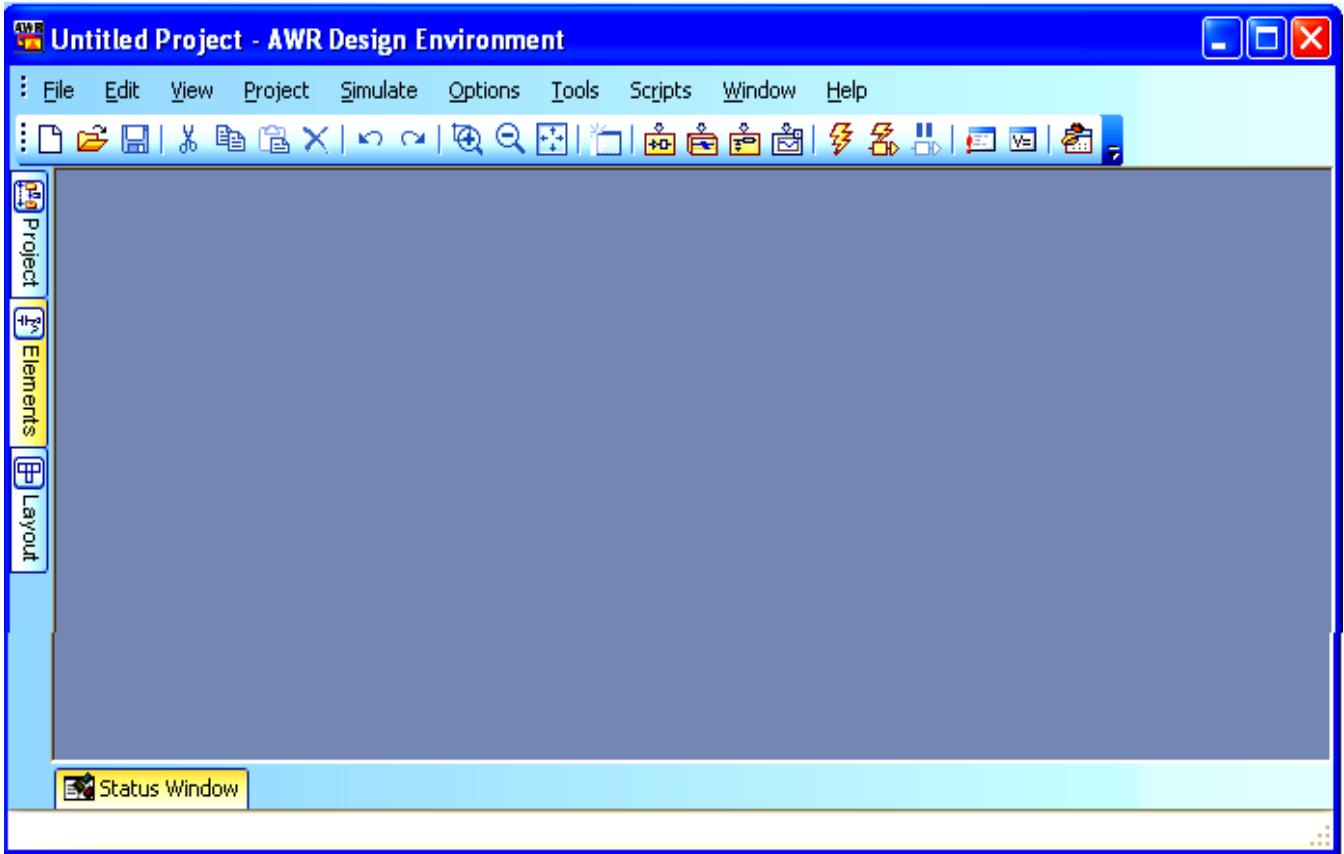 Untitled Project - AWR Design Environment
File Edit View Project Simulate Options Tools Scripts Window Help
V=
Project
Elements
Layout
Status Window